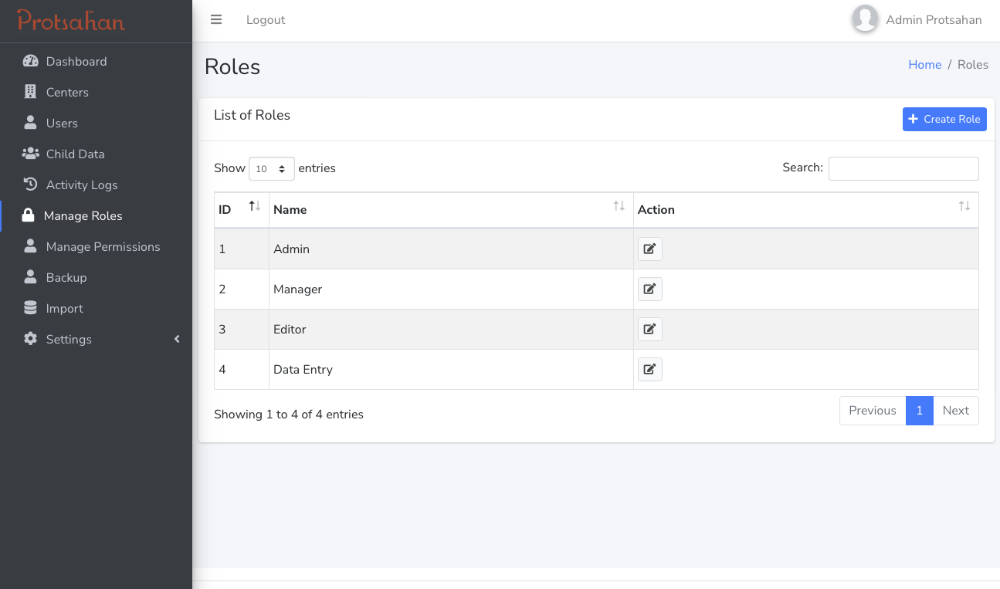 Protsahan
Logout
Admin Protsahan
Dashboard
Centers
Users
Child Data
Activity Logs
Manage Roles
Manage Permissions
Backup
Import
Settings
Roles
Home / Roles
List of Roles
Create Role
Show 10 entries
Search:
ID Name Action
1 Admin
2 Manager
3 Editor
4 Data Entry
Showing 1 to 4 of 4 entries
Previous 1 Next